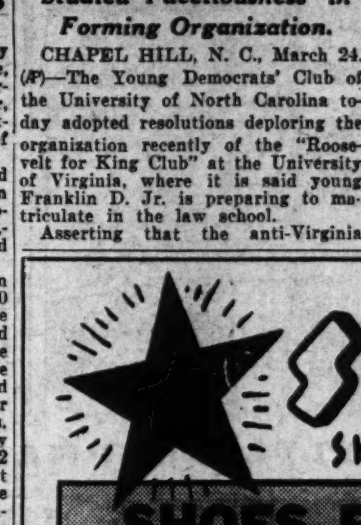 Forming Organization.
CHAPEL HILL, N. C., March 24.
(AP)—The Young Democrats' Club of
the University of North Carolina to-
day adopted resolutions deploring the
organization recently of the "Roose-
velt for King Club" at the University
of Virginia, where it is said young
Franklin D. Jr. is preparing to ma-
triculate in the law school.
Asserting that the anti-Virginia
SHOES